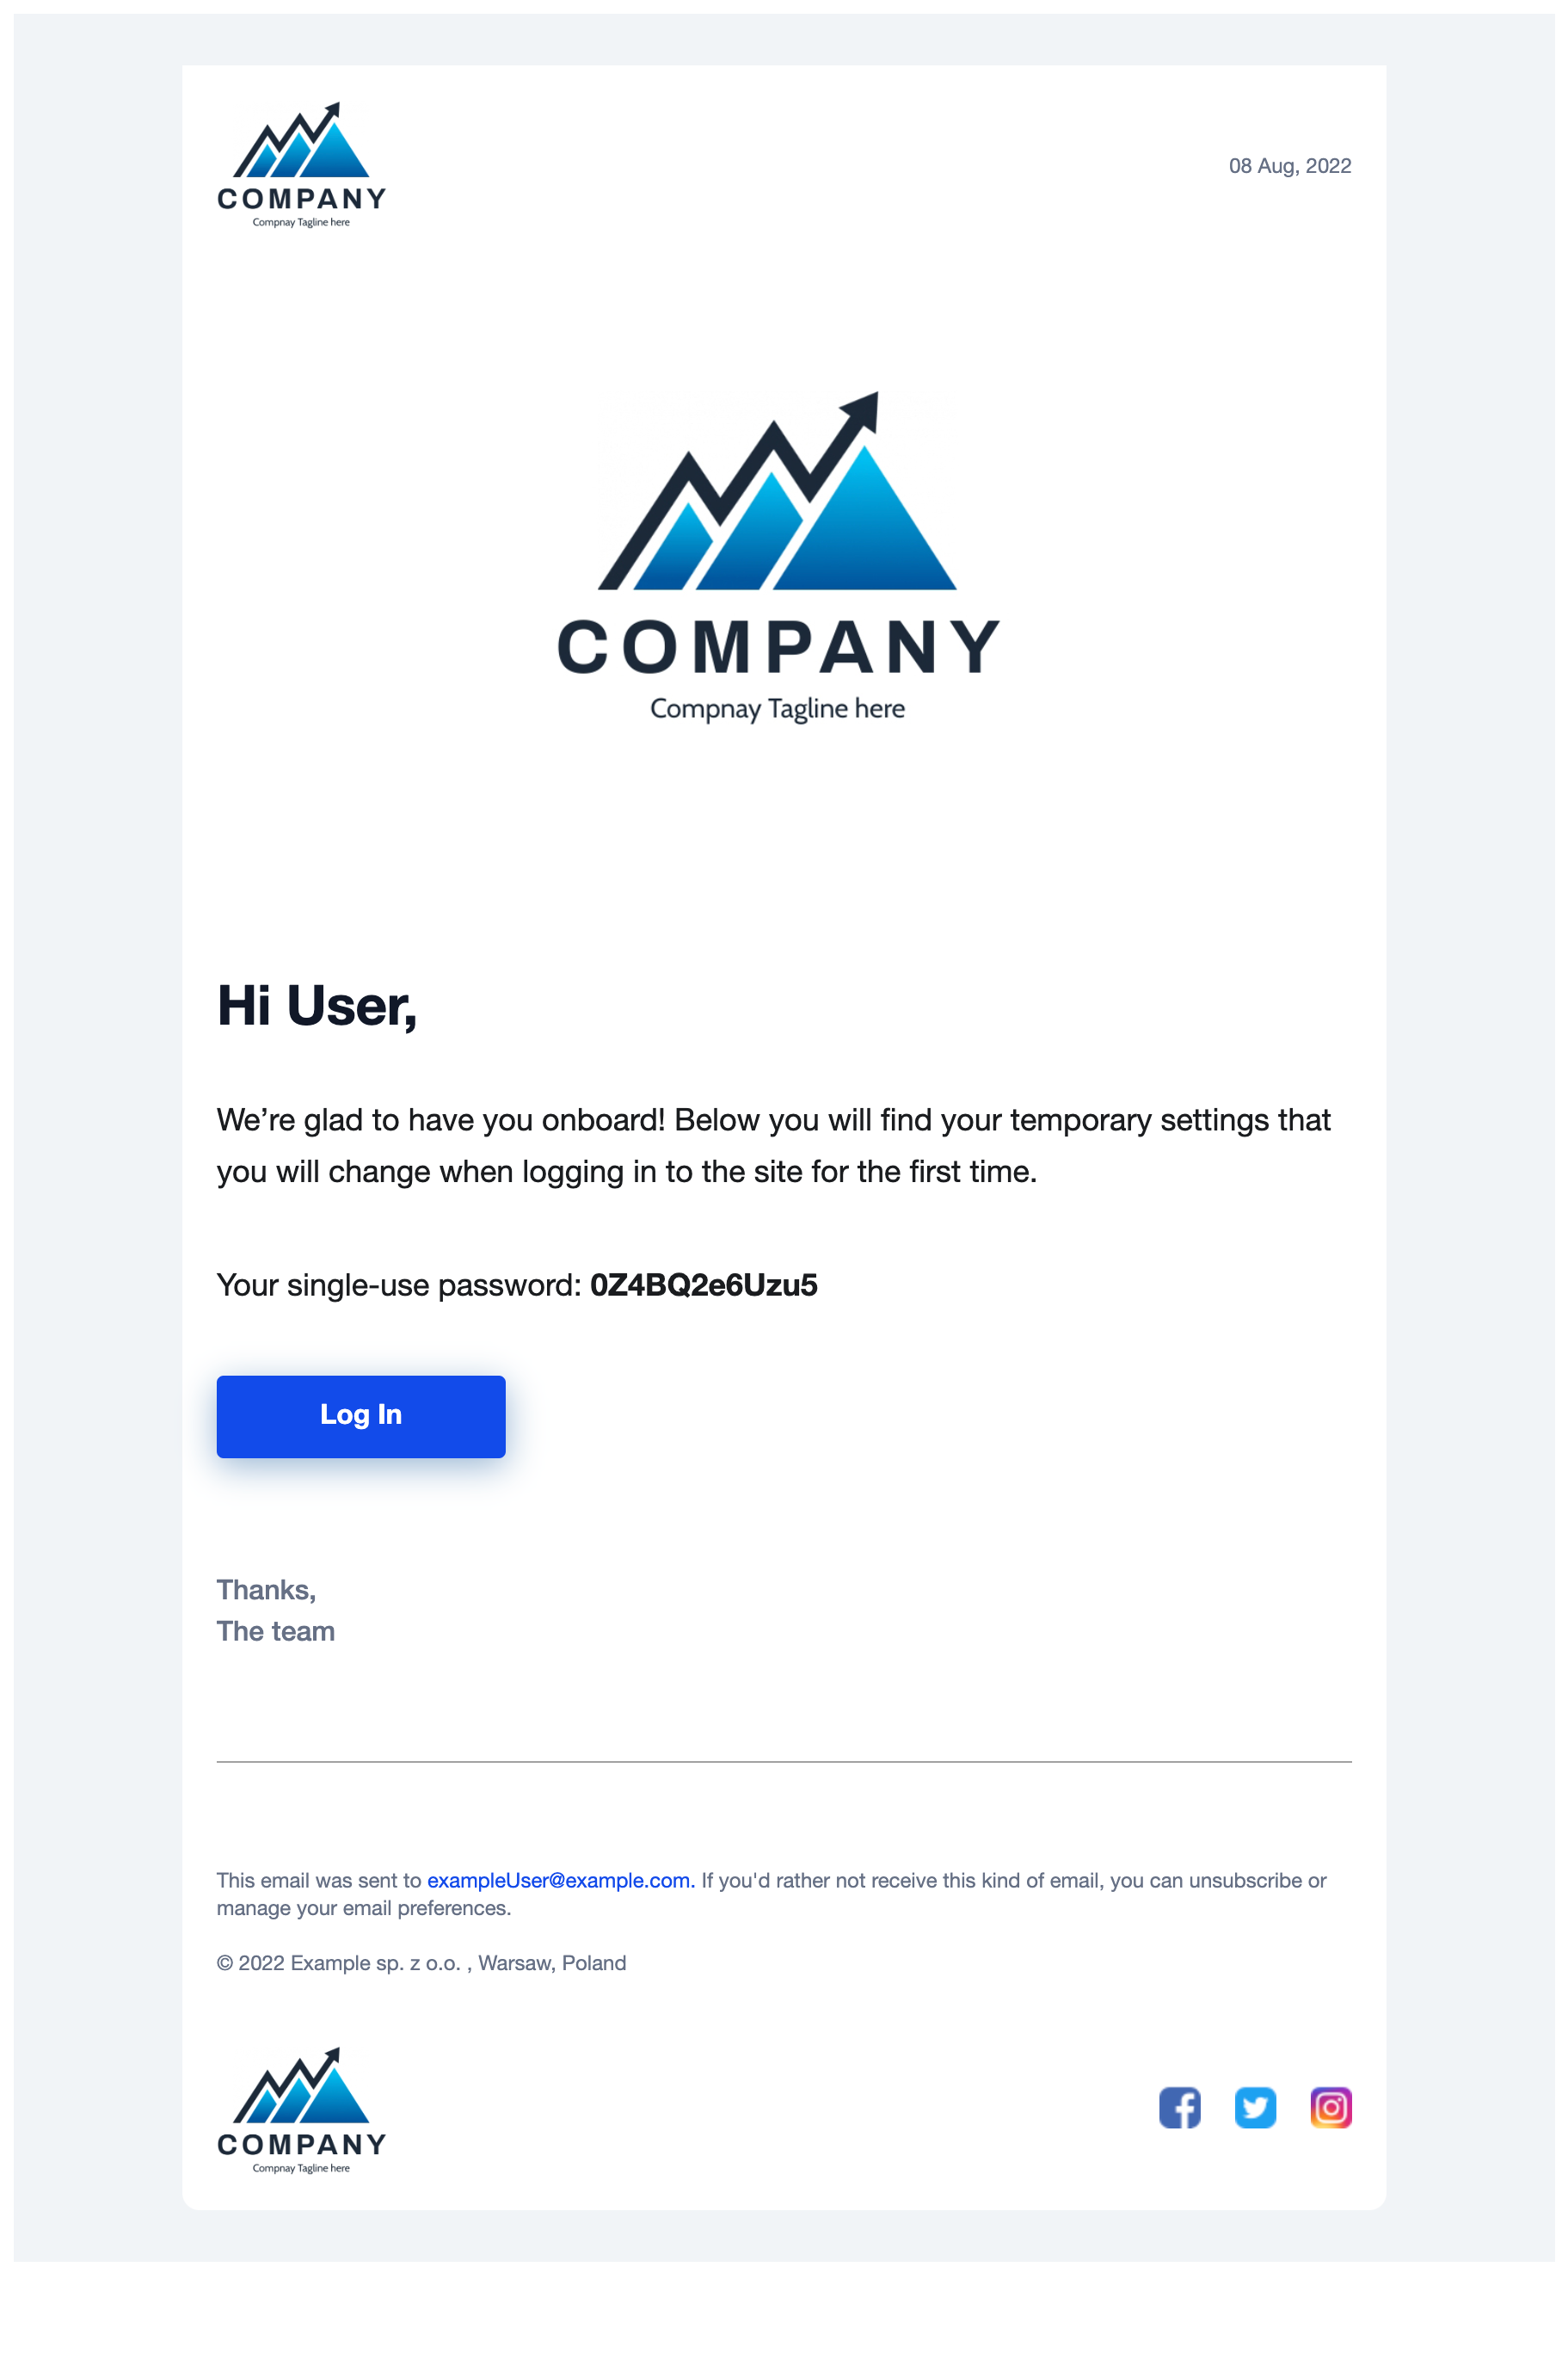 COMPANY
Compnay Tagline here
08 Aug, 2022
COMPANY
Compnay Tagline here
Hi User,
We’re glad to have you onboard! Below you will find your temporary settings that
you will change when logging in to the site for the first time.
Your single-use password: 0Z4BQ2e6Uzu5
Log In
Thanks,
The team
This email was sent to exampleUser@example.com. If you'd rather not receive this kind of email, you can unsubscribe or
manage your email preferences.
© 2022 Example sp. z o.o. , Warsaw, Poland
COMPANY
Compnay Tagline here